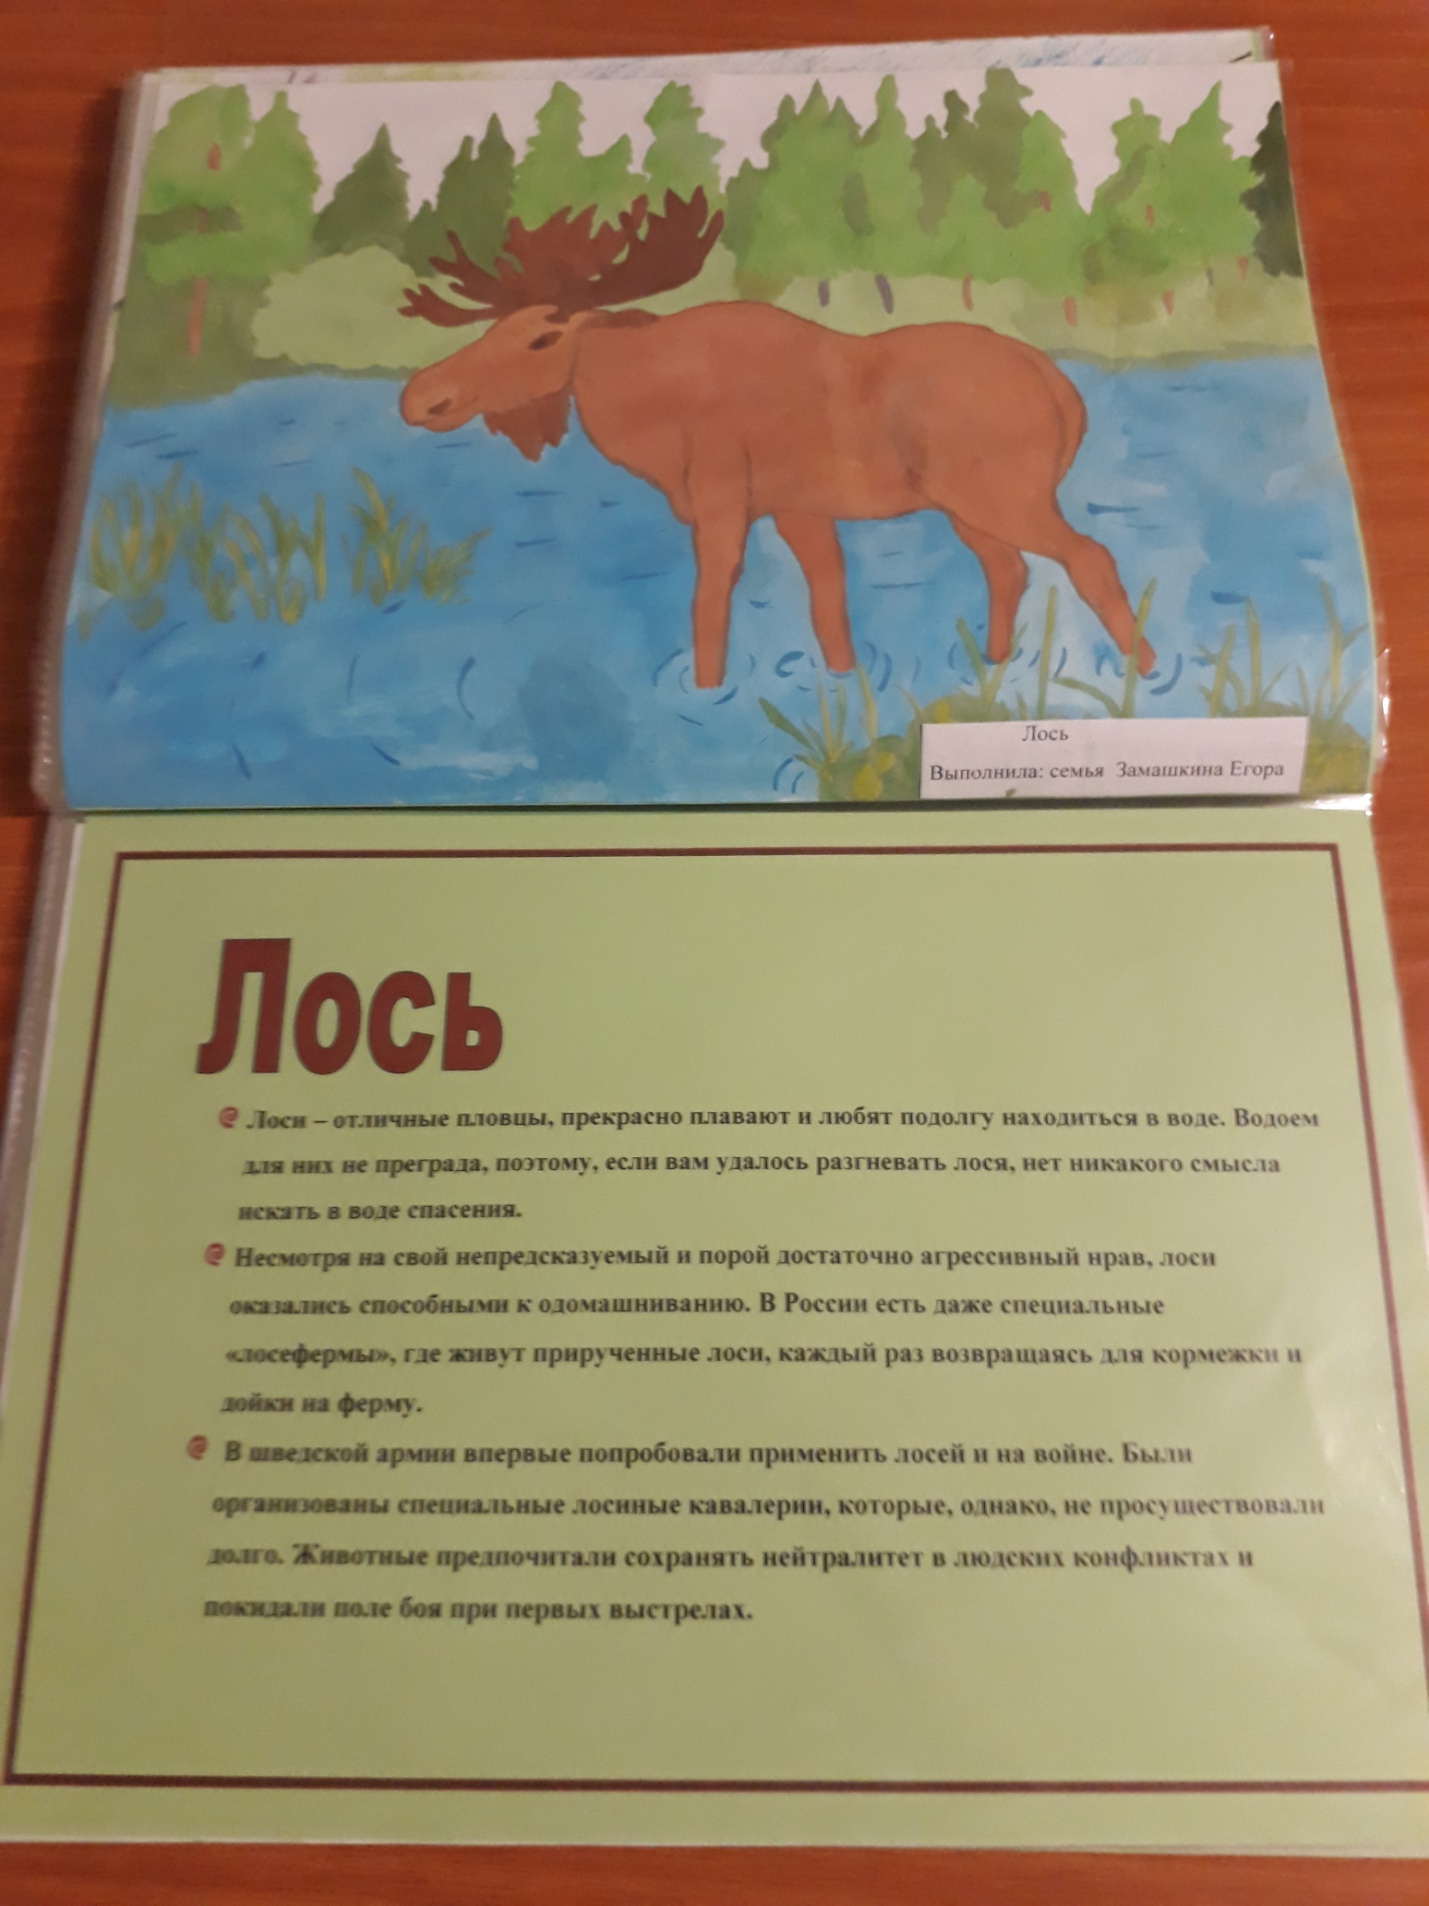 Лось
Выполнила: семья Замашкина Егора
Лось
Лоси – отличные пловцы, прекрасно плавают и любят подолгу находиться в воде. Водоем
для них не преграда, поэтому, если вам удалось разгневать лося, нет никакого смысла
искать в воде спасения.
Несмотря на свой непредсказуемый и порой достаточно агрессивный нрав, лоси
оказались способными к одомашниванию. В России есть даже специальные
«лосефермы», где живут прирученные лоси, каждый раз возвращаясь для кормежки и
дойки на ферму.
В шведской армии впервые попробовали применить лосей и на войне. Были
организованы специальные лосиные кавалерии, которые, однако, не просуществовали
долго. Животные предпочитали сохранять нейтралитет в людских конфликтах и
покидали поле боя при первых выстрелах.